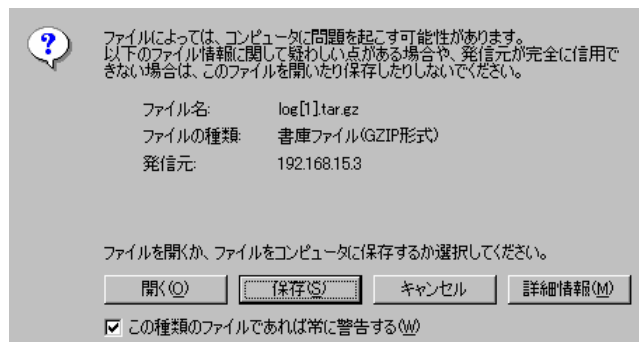 ファイルによっては、コンピュータに問題を起こす可能性があります。
以下のファイル情報に関して疑わしい点がある場合や、発信元が完全に信用で
きない場合は、このファイルを開いたり保存したりしないでください。
ファイル名: log[1].tar.gz
ファイルの種類: 書庫ファイル(GZIP形式)
発信元: 192.168.15.3
ファイルを開くか、ファイルをコンピュータに保存するか選択してください。
開く(O) 保存(S) キャンセル 詳細情報(M)
この種類のファイルであれば常に警告する(W)